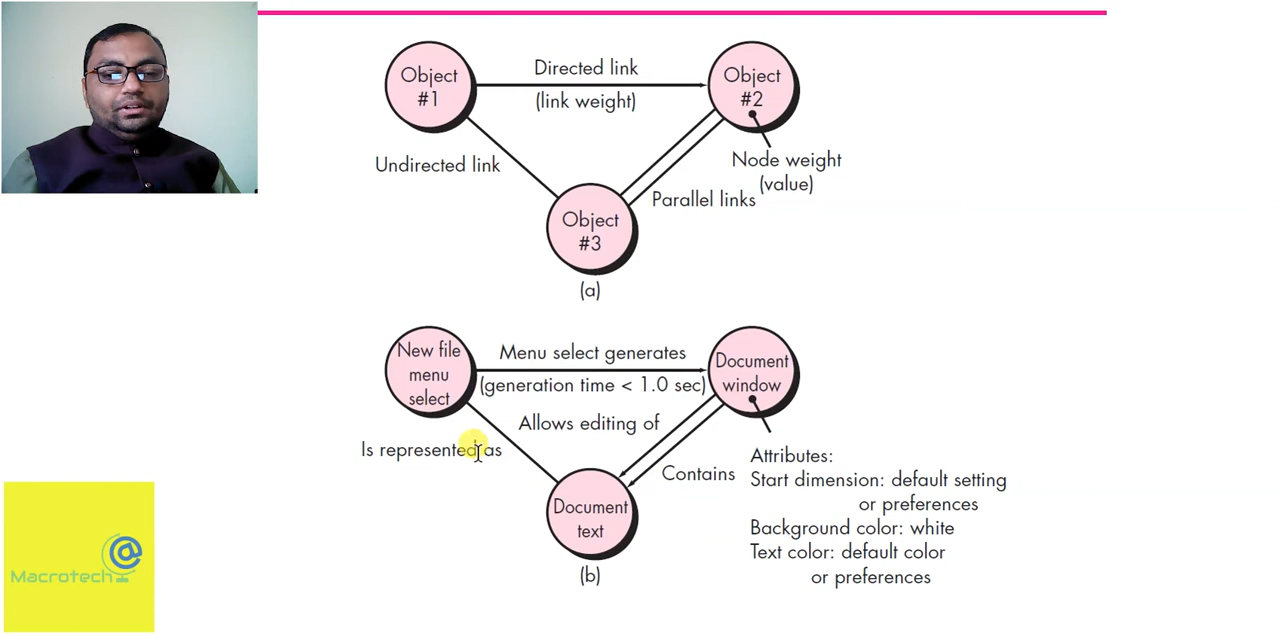 Object
#1
Directed link
(link weight)
Object
#2
Undirected link
Node weight
(value)
Parallel links
Object
#3
(a)
New file
menu
select
Menu select generates
(generation time < 1.0 sec)
Document
window
Allows editing of
Is represented as
Contains
Attributes:
Start dimension: default setting
or preferences
Background color: white
Text color: default color
or preferences
Document
text
(b)
@
Macrotech